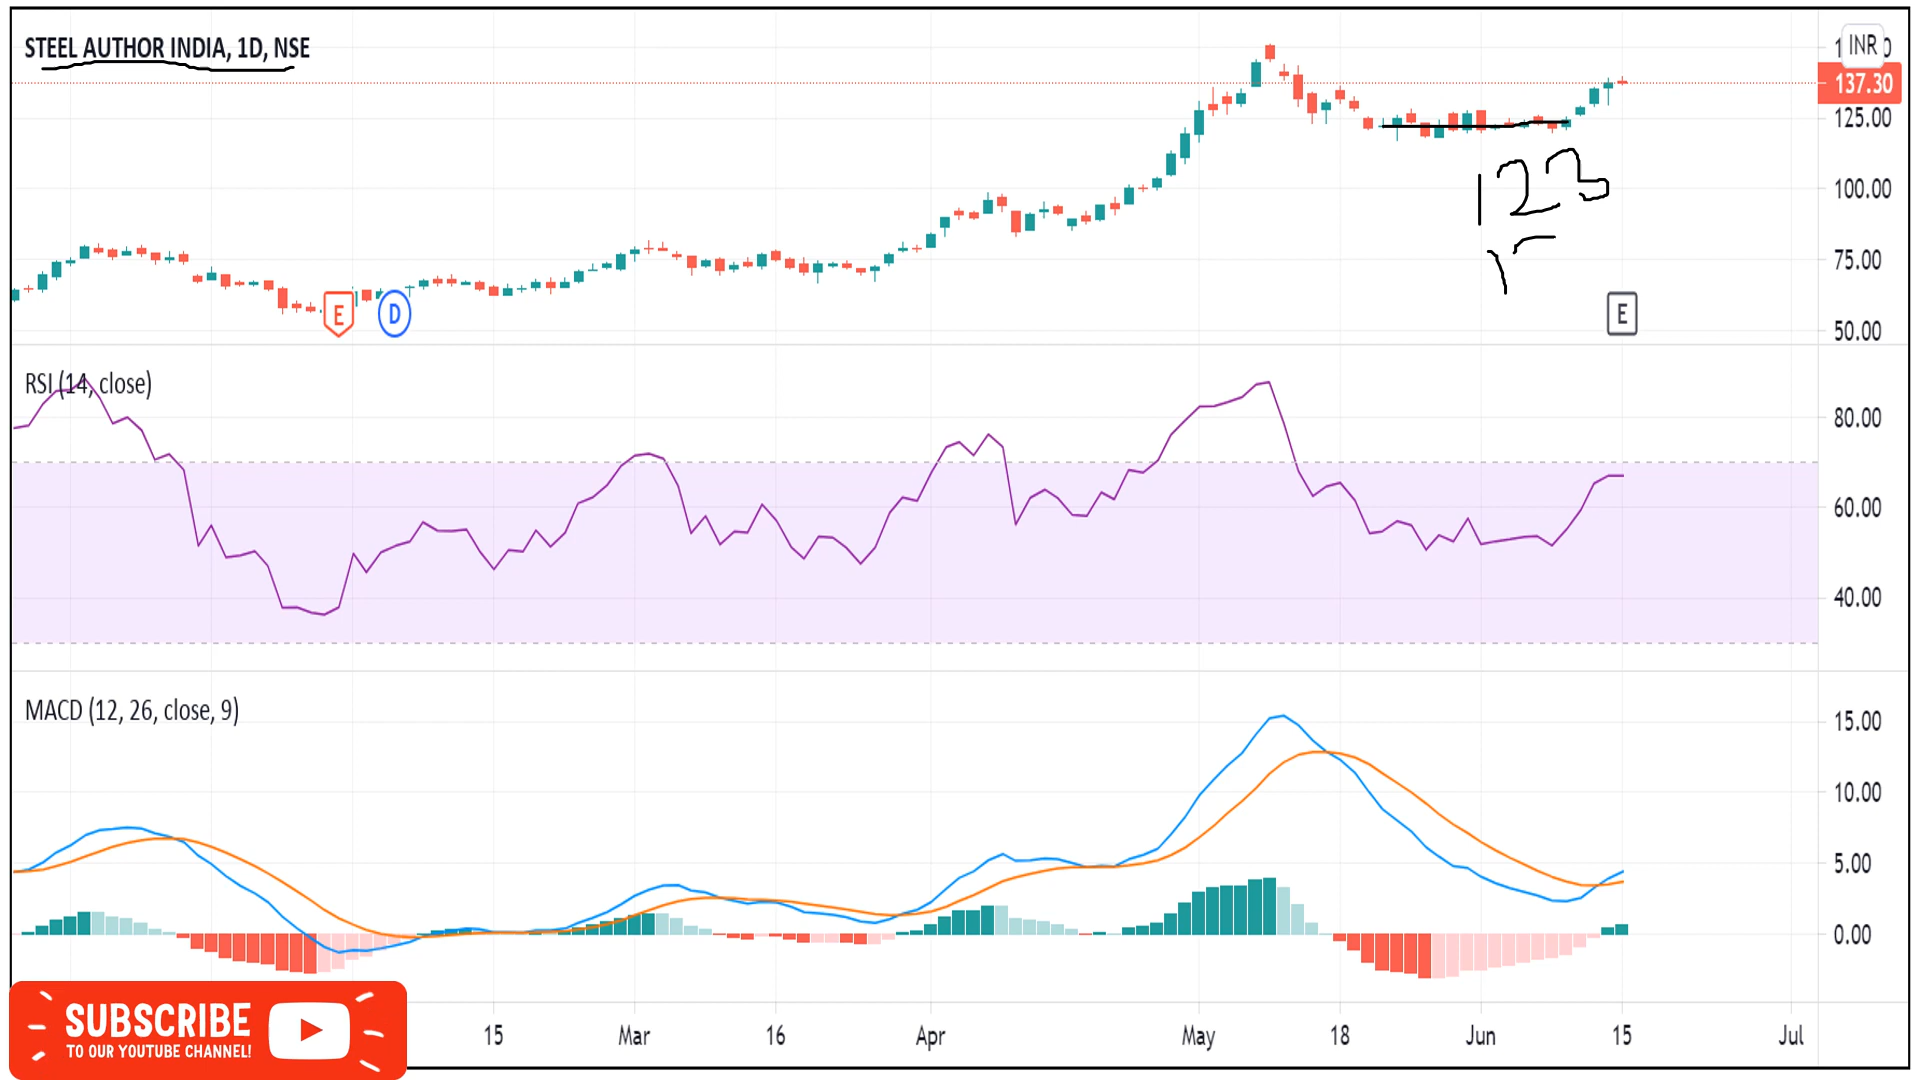 STEEL AUTHOR INDIA, 1D, NSE
INR
137.30
125.00
100.00
75.00
50.00
123
E
D
E
RSI (14, close)
80.00
60.00
40.00
MACD (12, 26, close, 9)
15.00
10.00
5.00
0.00
SUBSCRIBE
TO OUR YOUTUBE CHANNEL!
15 Mar 16 Apr May 18 Jun 15 Jul